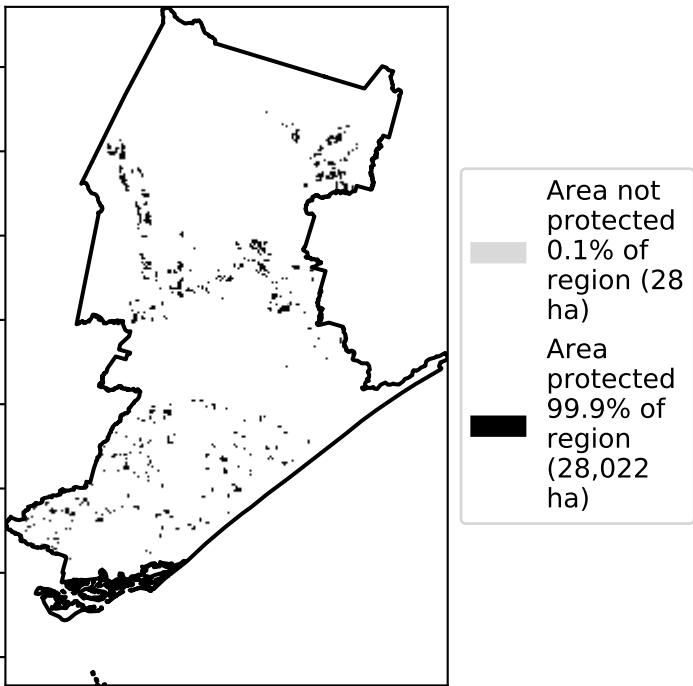 Area not
protected
0.1% of
region (28
ha)
Area
protected
99.9% of
region
(28,022
ha)